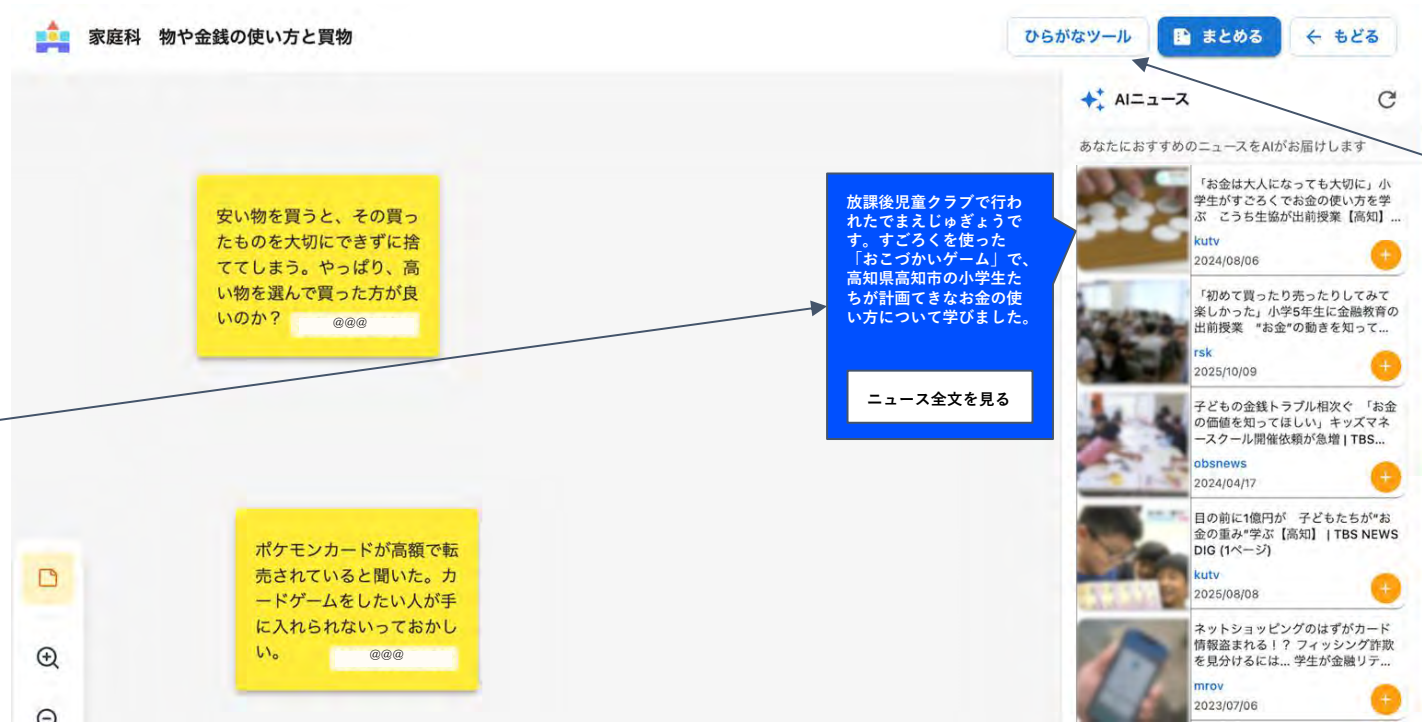 家庭科　物や金銭の使い方と買物
ひらがなツール
まとめる
← もどる
安い物を買うと、その買っ
たものを大切にできずに捨
ててしまう。やっぱり、高
い物を選んで買った方が良
いのか？
@@@
ポケモンカードが高額で転
売されていると聞いた。カ
ードゲームをしたい人が手
に入れられないっておかし
い。
@@@
放課後児童クラブで行わ
れたでまえじゅぎょうで
す。すごろくを使った
「おこづかいゲーム」で、
高知県高知市の小学生た
ちが計画てきなお金の使
い方について学びました。
ニュース全文を見る
AIニュース
あなたにおすすめのニュースをAIがお届けします
「お金は大人になっても大切に」小
学生がすごろくでお金の使い方を学
ぶ　こうち生協が出前授業【高知】...
kutv
2024/08/06
「初めて買ったり売ったりしてみて
楽しかった」小学5年生に金融教育の
出前授業　“お金”の動きを知って...
rsk
2025/10/09
子どもの金銭トラブル相次ぐ　「お金
の価値を知ってほしい」キッズマネ
ースクール開催依頼が急増 | TBS...
obsnews
2024/04/17
目の前に1億円が　子どもたちが“お
金の重み”学ぶ【高知】 | TBS NEWS
DIG (1ページ)
kutv
2025/08/08
ネットショッピングのはずがカード
情報盗まれる！？ フィッシング詐欺
を見分けるには... 学生が金融リテ...
mrov
2023/07/06